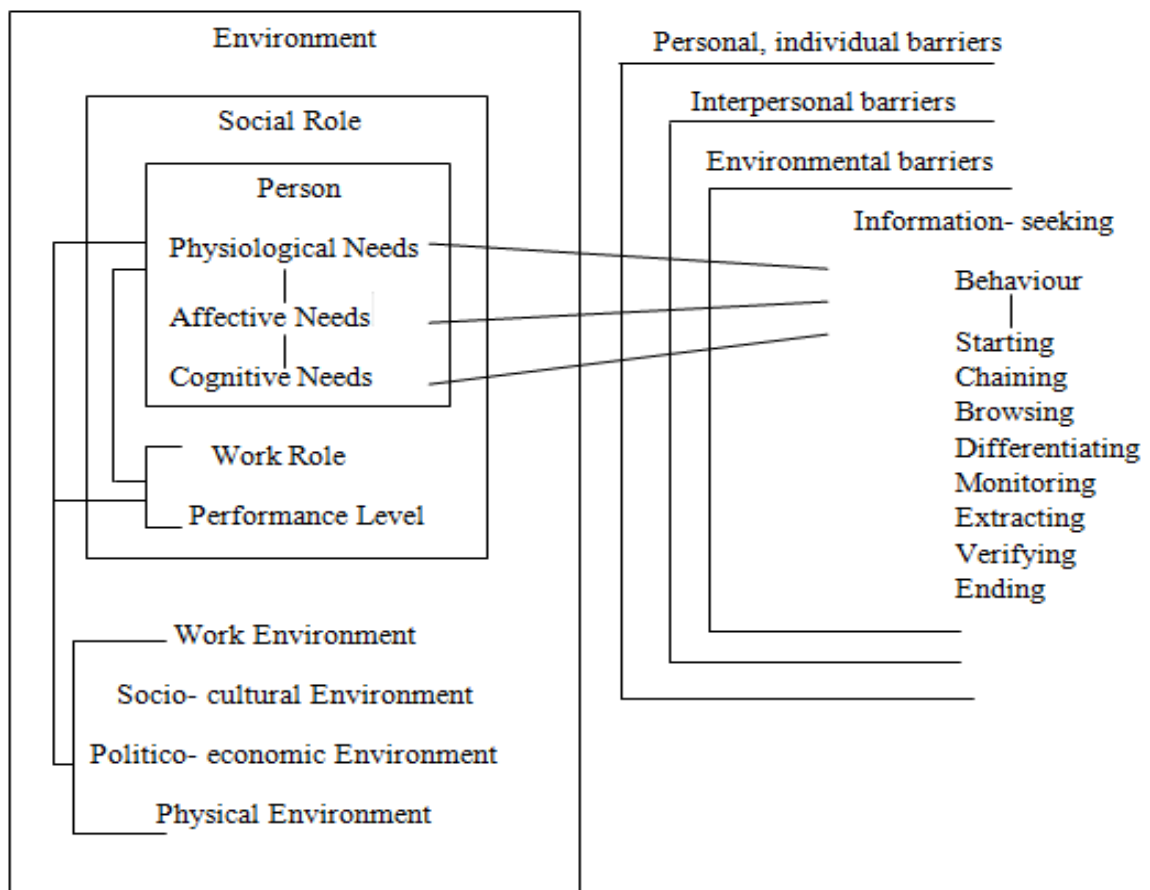 Environment
Social Role
Person
Physiological Needs
Affective Needs
Cognitive Needs
Work Role
Performance Level
Work Environment
Socio- cultural Environment
Politico- economic Environment
Physical Environment
Personal, individual barriers
Interpersonal barriers
Environmental barriers
Information- seeking
Behaviour
Starting
Chaining
Browsing
Differentiating
Monitoring
Extracting
Verifying
Ending